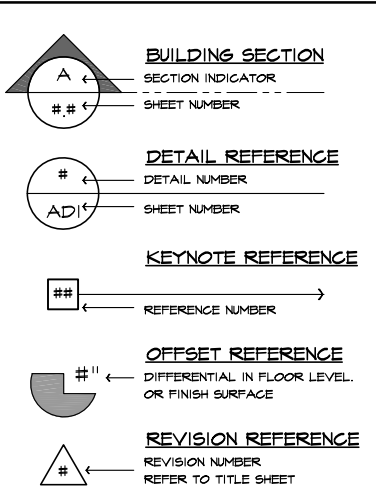 BUILDING SECTION
A
SECTION INDICATOR
#.#
SHEET NUMBER
DETAIL REFERENCE
#
DETAIL NUMBER
AD1
SHEET NUMBER
KEYNOTE REFERENCE
##
REFERENCE NUMBER
OFFSET REFERENCE
#"
DIFFERENTIAL IN FLOOR LEVEL.
OR FINISH SURFACE
REVISION REFERENCE
REVISION NUMBER
#
REFER TO TITLE SHEET